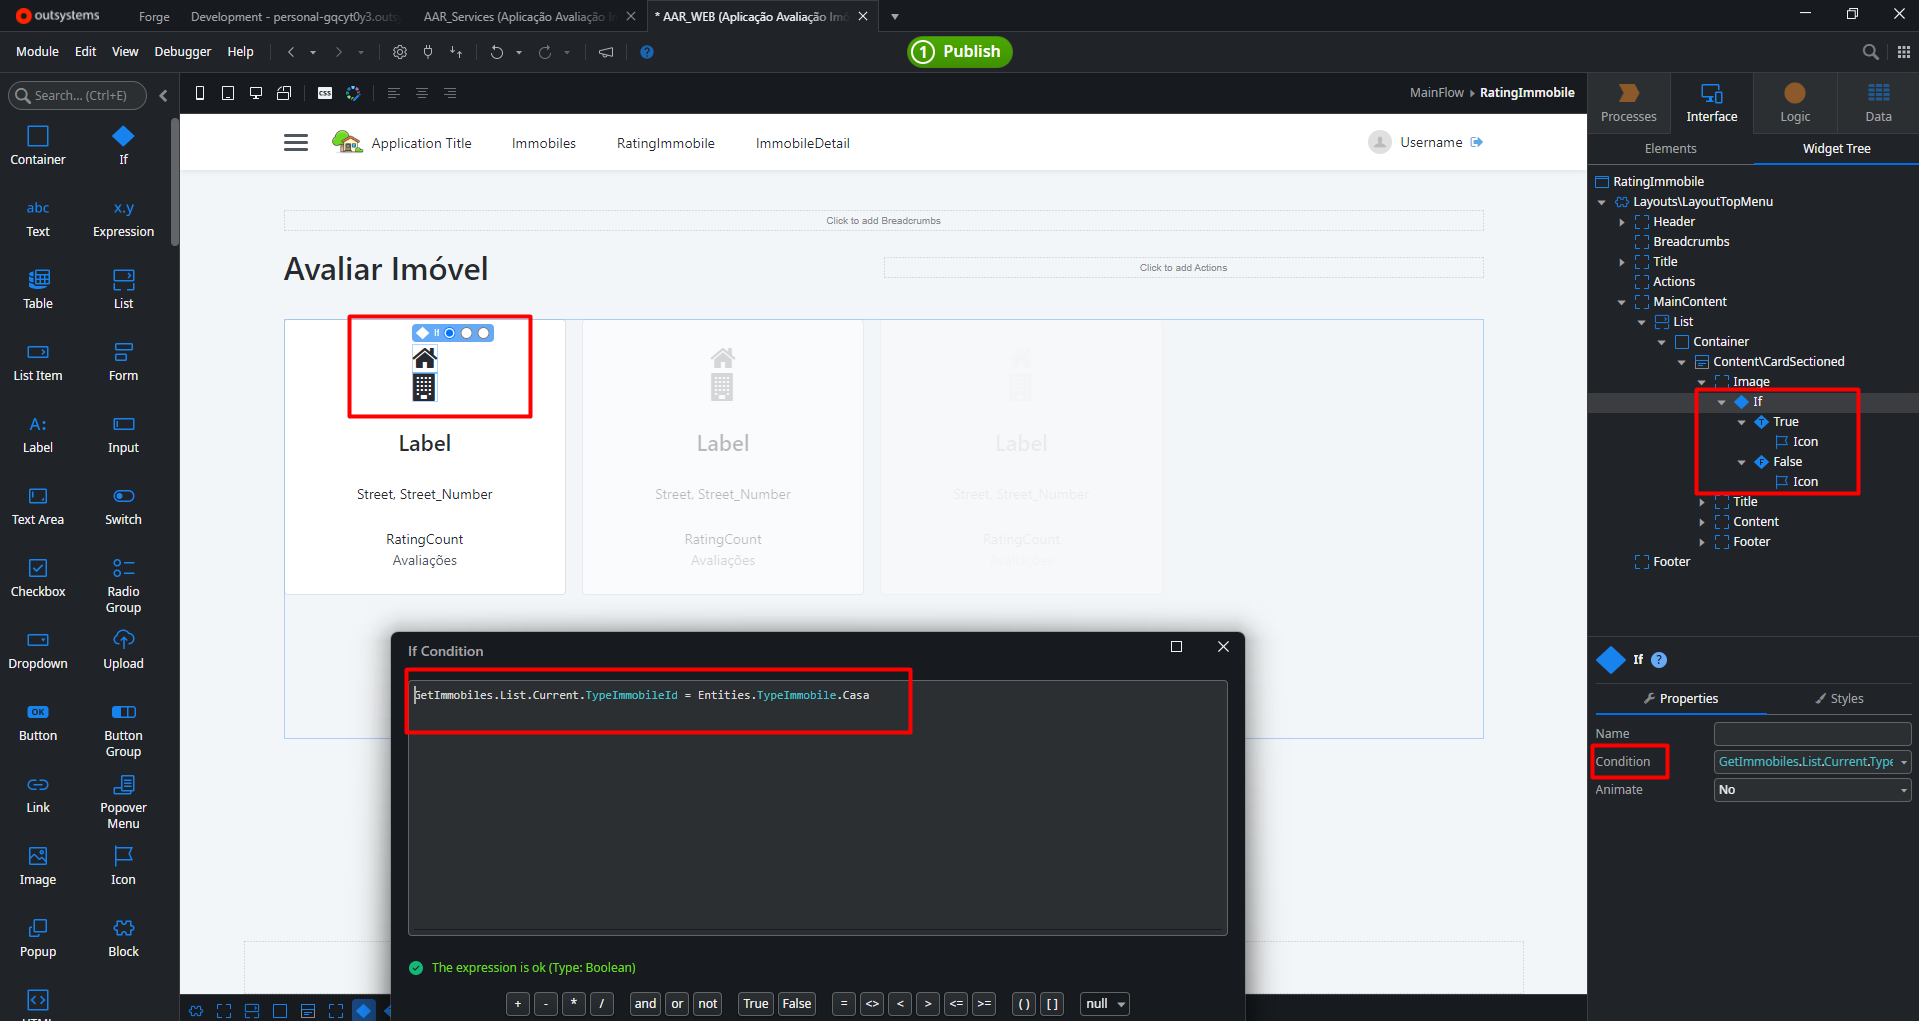 outsystems
Forge
Development - personal-gqcyt0y3.outs
AAR_Services (Aplicação Avaliação In
* AAR_WEB (Aplicação Avaliação Imó
Module
Edit
View
Debugger
Help
1 Publish
Search... (Ctrl+E)
CSS
MainFlow
RatingImmobile
Processes
Interface
Logic
Data
Container
If
abc
Text
x.y
Expression
Table
List
List Item
Form
A:
Label
Input
Text Area
Switch
Checkbox
Radio
Group
Dropdown
Upload
OK
Button
Button
Group
Link
Popover
Menu
Image
Icon
Popup
Block
Application Title
Immobiles
RatingImmobile
ImmobileDetail
Username
Click to add Breadcrumbs
Avaliar Imóvel
Click to add Actions
If
Label
Street, Street_Number
RatingCount
Avaliações
Label
Street, Street_Number
RatingCount
Avaliações
Label
Street, Street_Number
RatingCount
Avaliações
If Condition
GetImmobiles.List.Current.TypeImmobileId = Entities.TypeImmobile.Casa
The expression is ok (Type: Boolean)
+ - * / and or not True False = <> < > <= >= () [] null
Elements
Widget Tree
RatingImmobile
Layouts\LayoutTopMenu
Header
Breadcrumbs
Title
Actions
MainContent
List
Container
Content\CardSectioned
Image
If
True
Icon
False
Icon
Title
Content
Footer
Footer
If ?
Properties
Styles
Name
Condition
GetImmobiles.List.Current.Type
Animate
No